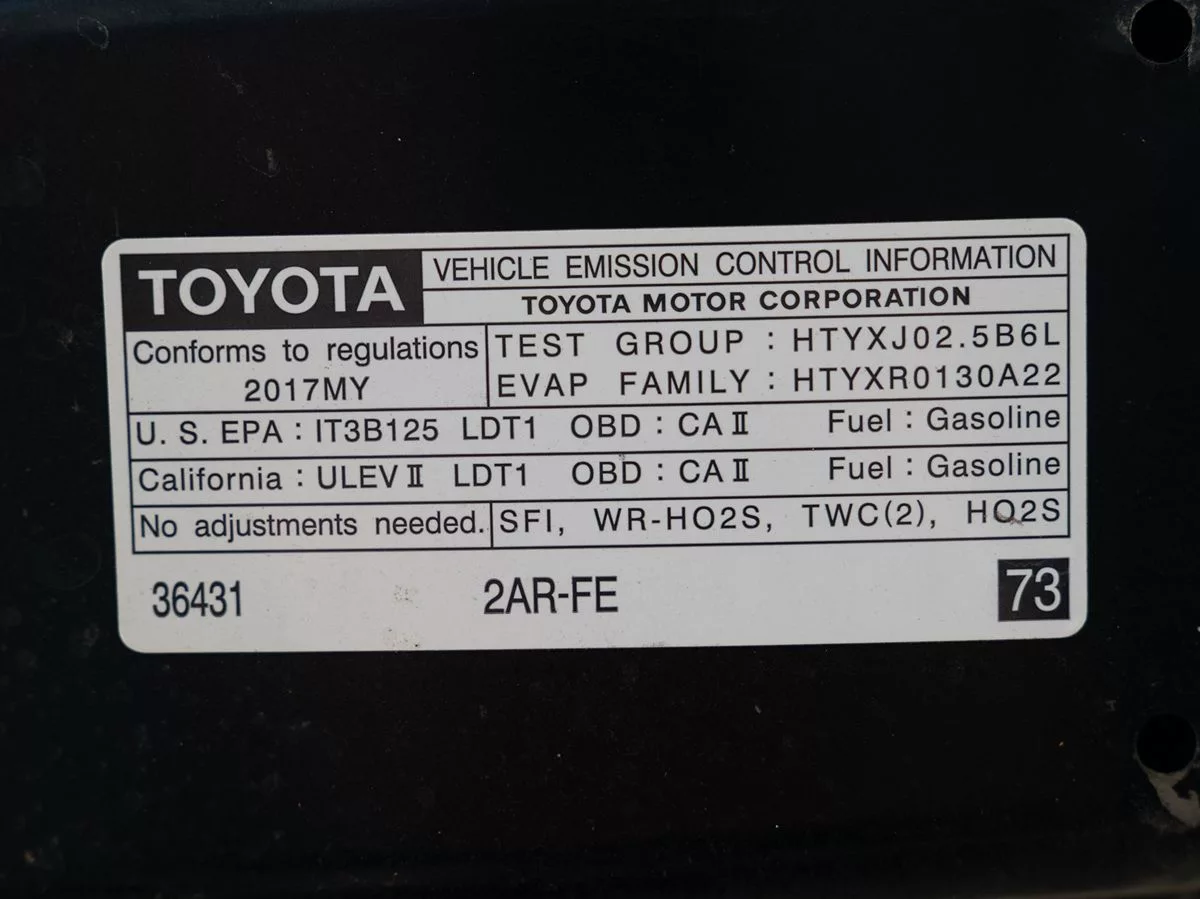 TOYOTA VEHICLE EMISSION CONTROL INFORMATION
TOYOTA MOTOR CORPORATION
Conforms to regulations
2017MY
TEST GROUP : HTYXJ02.5B6L
EVAP FAMILY : HTYXR0130A22
U. S. EPA : IT3B125 LDT1 OBD : CA II Fuel : Gasoline
California : ULEV II LDT1 OBD : CA II Fuel : Gasoline
No adjustments needed. SFI, WR-HO2S, TWC(2), HO2S
36431 2AR-FE 73